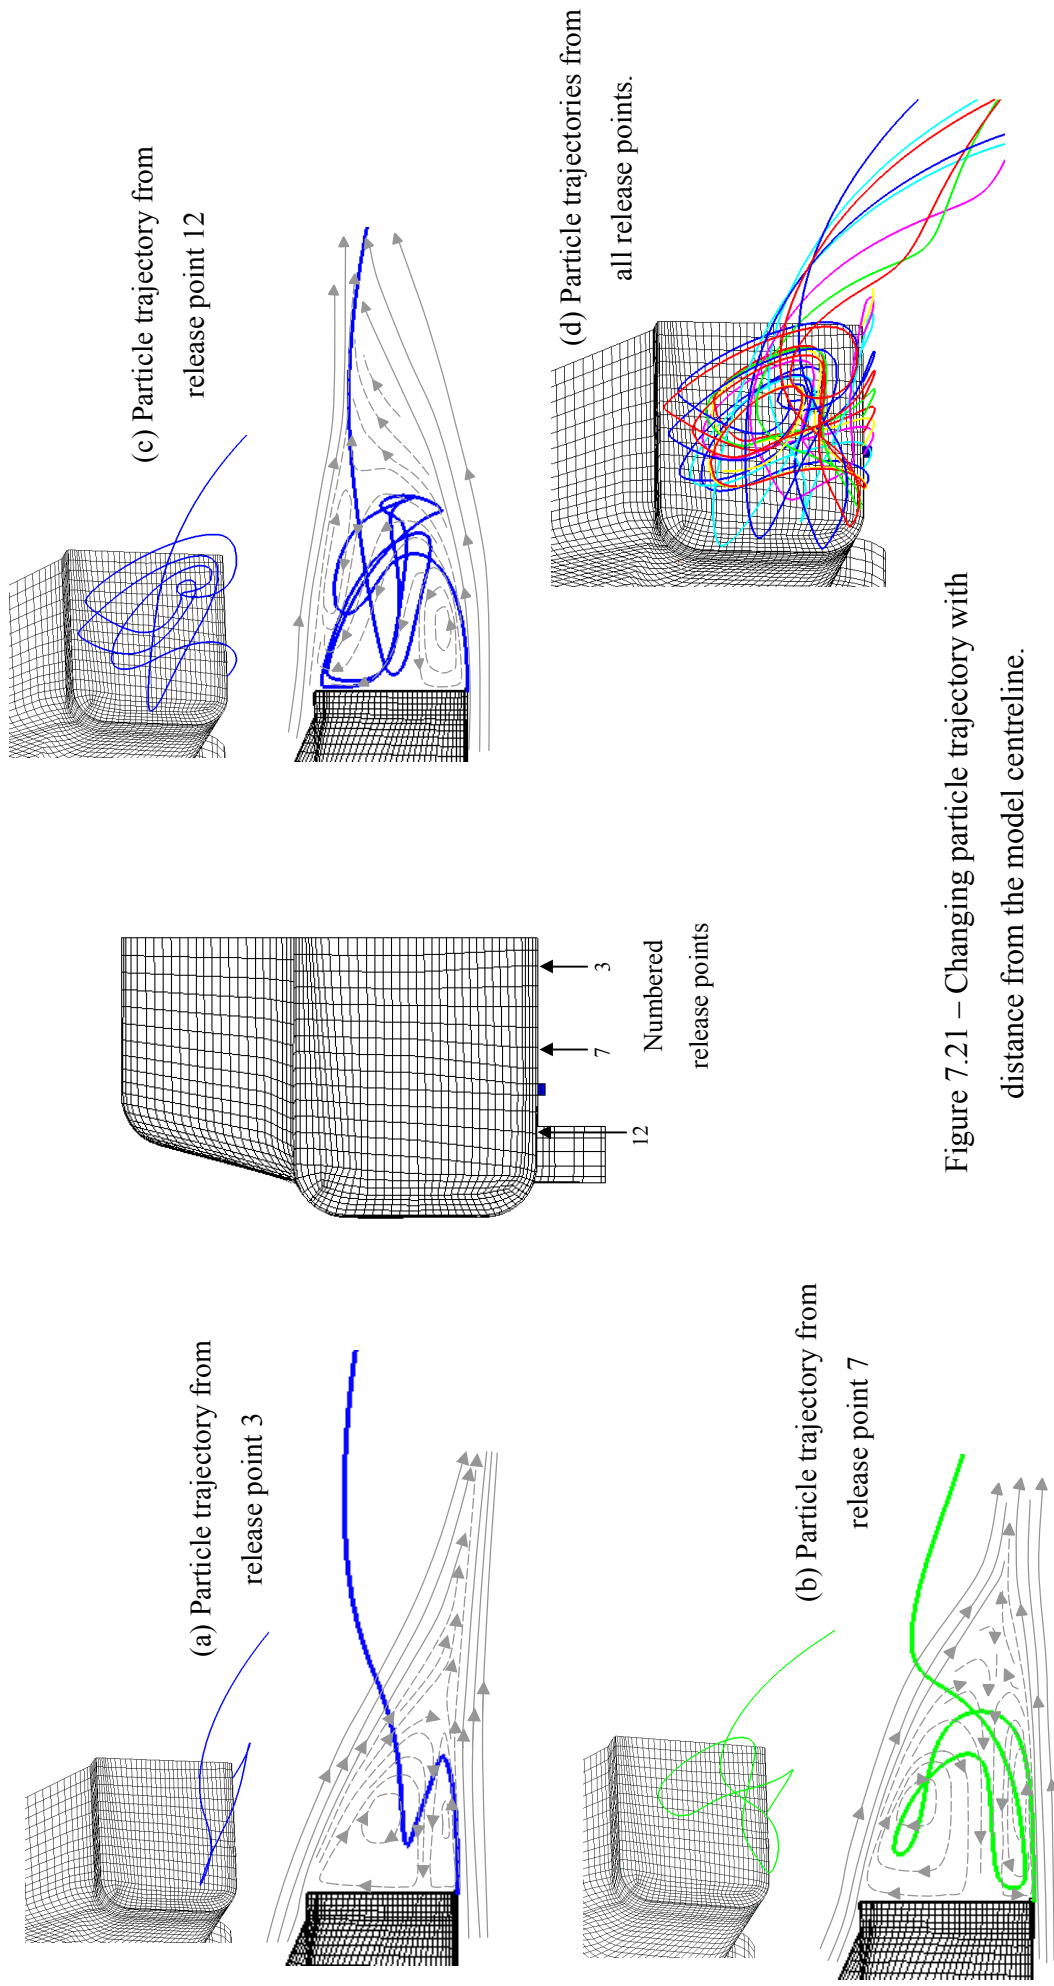 (a) Particle trajectory from
release point 3
(b) Particle trajectory from
release point 7
12
7
3
Numbered
release points
(c) Particle trajectory from
release point 12
(d) Particle trajectories from
all release points.
Figure 7.21 – Changing particle trajectory with
distance from the model centreline.